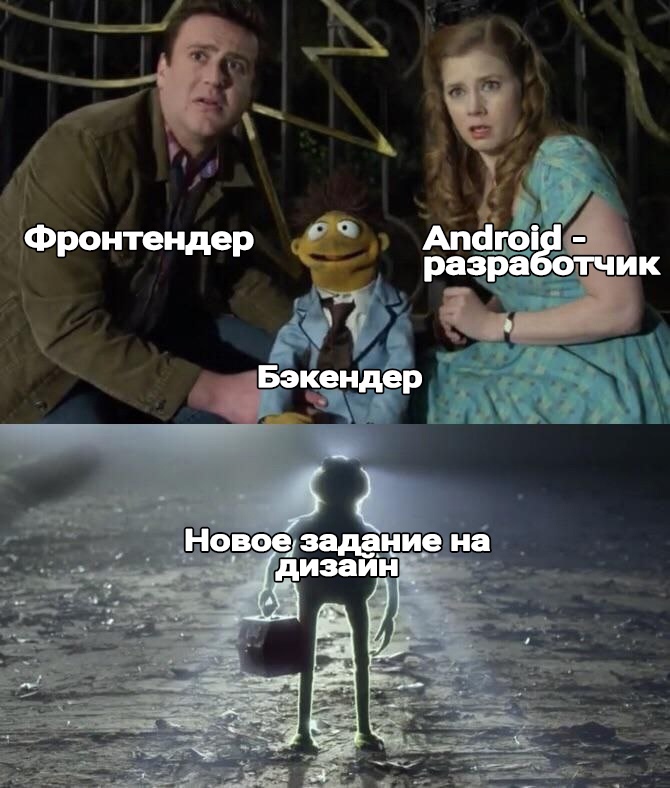 Фронтендер
Android -
разработчик
Бэкендер
Новое задание на
дизайн